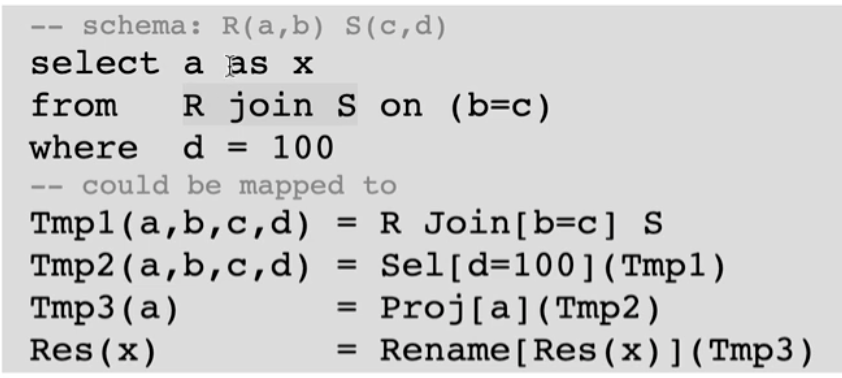 -- schema: R(a,b) S(c,d)
select a as x
from   R join S on (b=c)
where  d = 100
-- could be mapped to
Tmp1(a,b,c,d) = R Join[b=c] S
Tmp2(a,b,c,d) = Sel[d=100](Tmp1)
Tmp3(a)       = Proj[a](Tmp2)
Res(x)        = Rename[Res(x)](Tmp3)